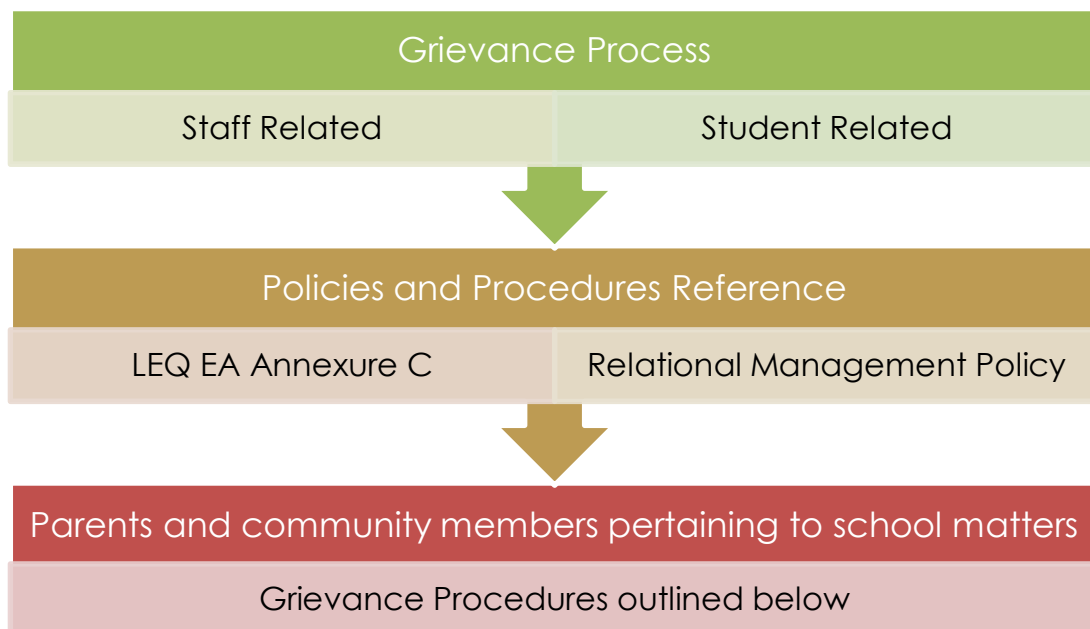 Grievance Process
Staff Related
Student Related
Policies and Procedures Reference
LEQ EA Annexure C
Relational Management Policy
Parents and community members pertaining to school matters
Grievance Procedures outlined below